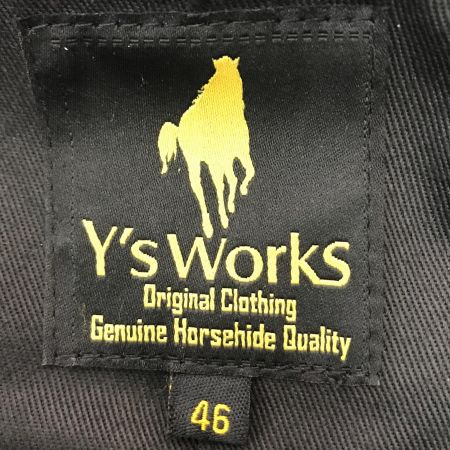 Y's Works
Original Clothing
Genuine Horsehide Quality
46